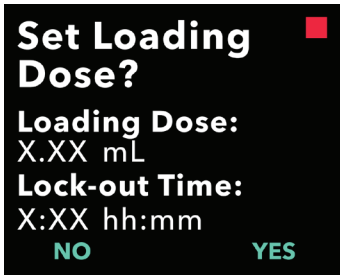 Set Loading
Dose?
Loading Dose:
X.XX mL
Lock-out Time:
X:XX hh:mm
NO YES